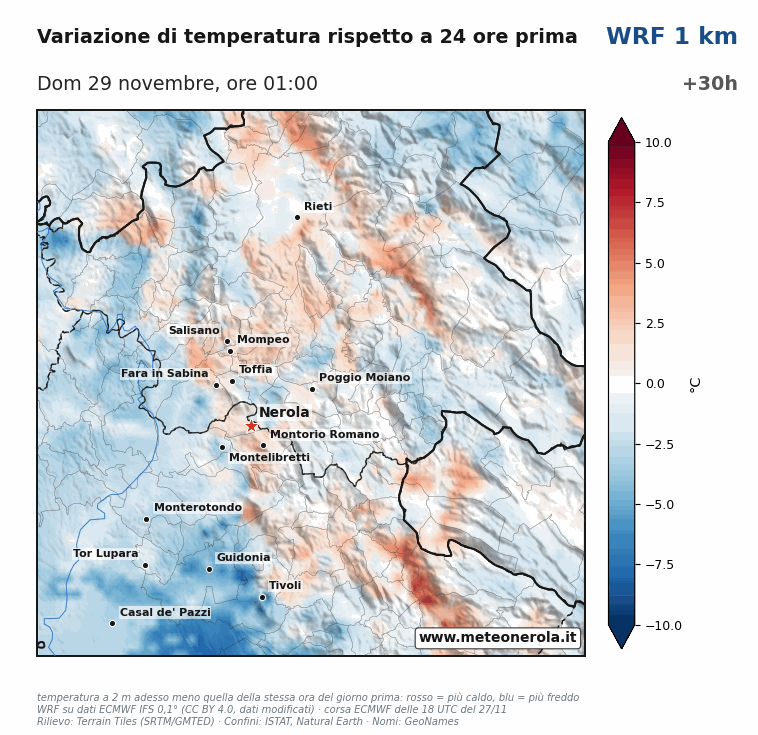 Variazione di temperatura rispetto a 24 ore prima WRF 1 km
Dom 29 novembre, ore 01:00 +30h
Rieti
Salisano
Mompeo
Fara in Sabina
Toffia
Poggio Moiano
Nerola
Montorio Romano
Montelibretti
Monterotondo
Tor Lupara
Guidonia
Tivoli
Casal de' Pazzi
www.meteonerola.it
10.0
7.5
5.0
2.5
0.0
−2.5
−5.0
−7.5
−10.0
°C
temperatura a 2 m adesso meno quella della stessa ora del giorno prima: rosso = più caldo, blu = più freddo
WRF su dati ECMWF IFS 0,1° (CC BY 4.0, dati modificati) · corsa ECMWF delle 18 UTC del 27/11
Rilievo: Terrain Tiles (SRTM/GMTED) · Confini: ISTAT, Natural Earth · Nomi: GeoNames